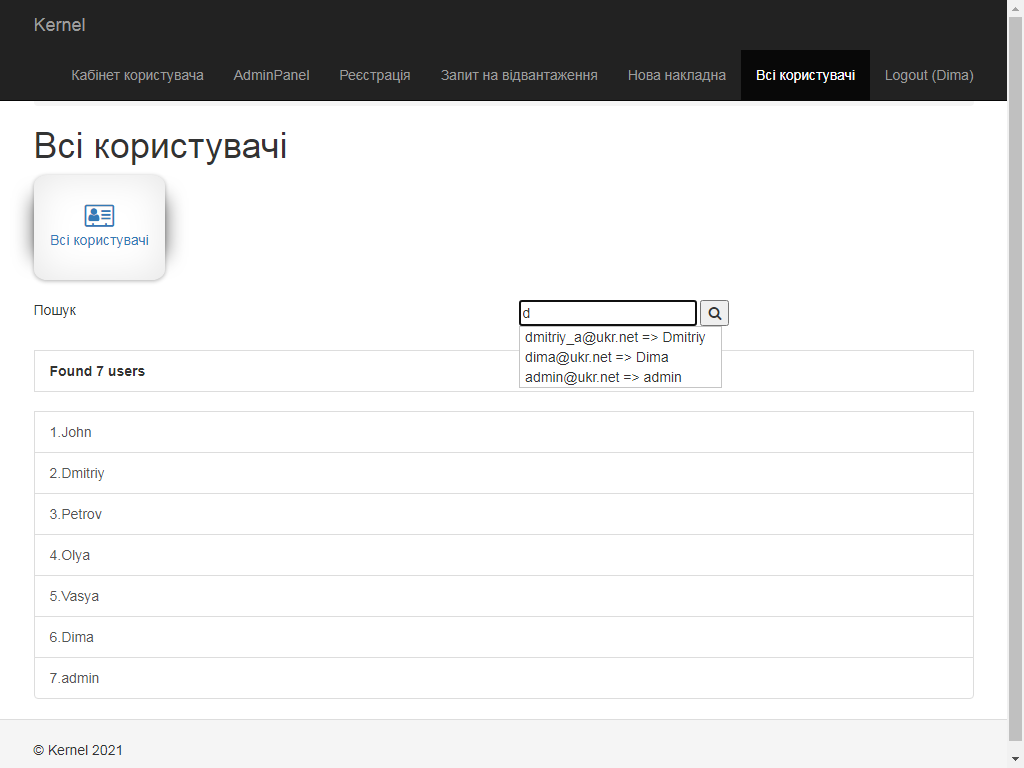 Kernel
Кабінет користувача AdminPanel Реєстрація Запит на відвантаження Нова накладна Всі користувачі Logout (Dima)
Всі користувачі
Всі користувачі
Пошук
d
dmitriy_a@ukr.net => Dmitriy
dima@ukr.net => Dima
admin@ukr.net => admin
Found 7 users
1.John
2.Dmitriy
3.Petrov
4.Olya
5.Vasya
6.Dima
7.admin
© Kernel 2021